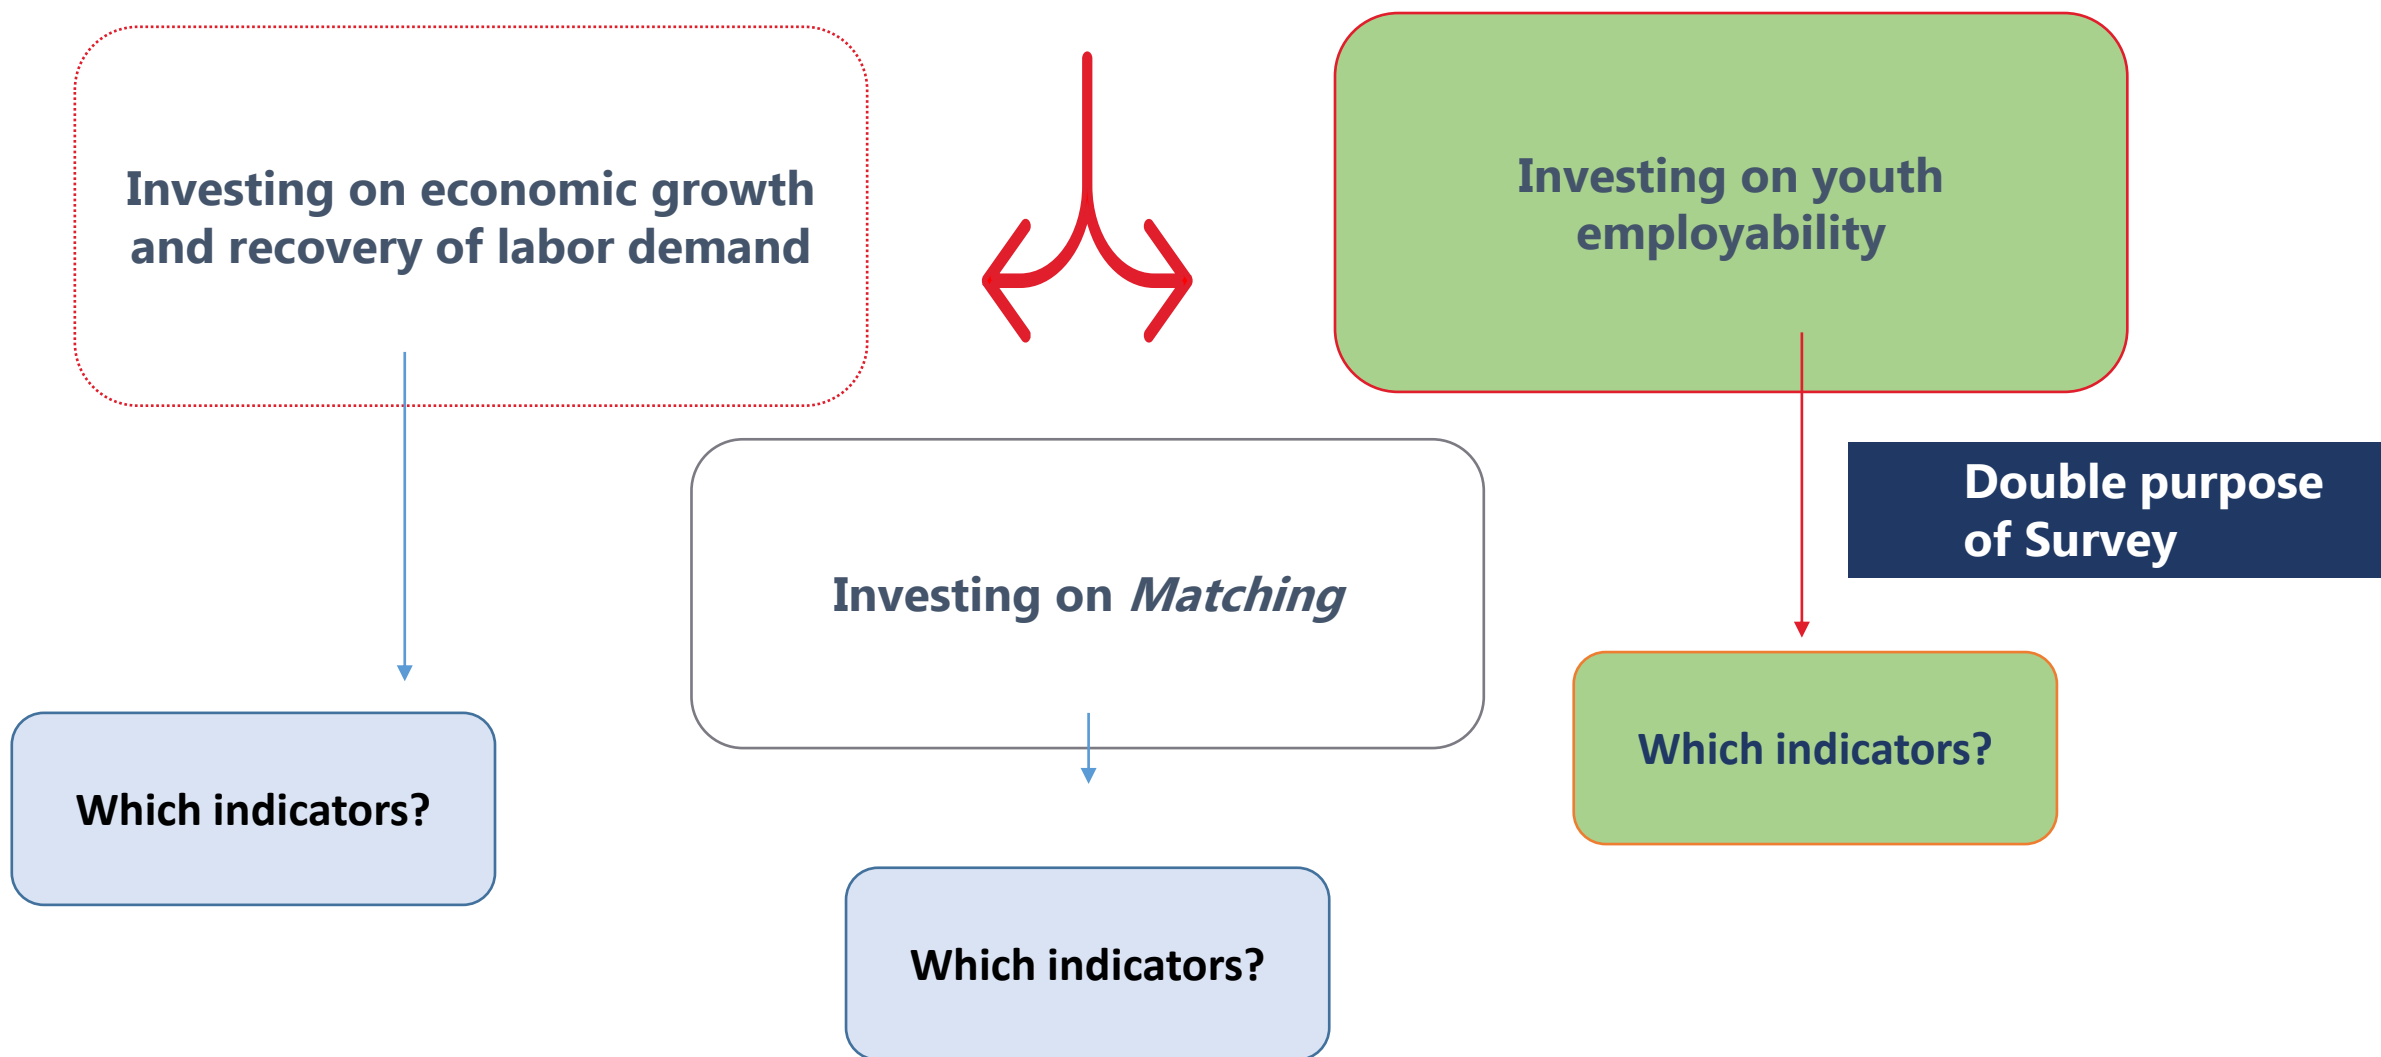 Investing on economic growth
and recovery of labor demand
Investing on youth
employability
Double purpose
of Survey
Investing on Matching
Which indicators?
Which indicators?
Which indicators?